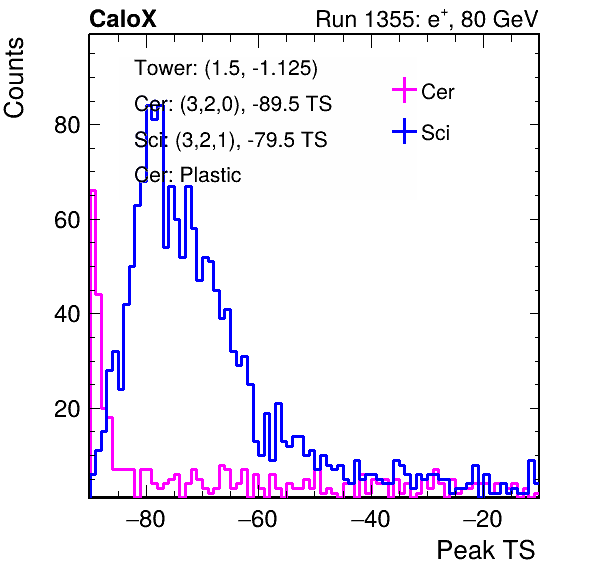 CaloX Run 1355: e⁺, 80 GeV
Counts
Tower: (1.5, -1.125)
Cer: (3,2,0), -89.5 TS
Sci: (3,2,1), -79.5 TS
Cer: Plastic
Cer
Sci
80
60
40
20
−80 −60 −40 −20
Peak TS